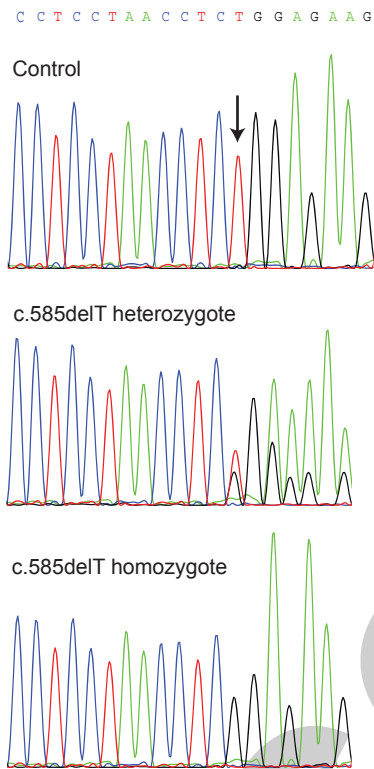 C C T C C T A A C C T C T G G A G A A G
Control
c.585delT heterozygote
c.585delT homozygote